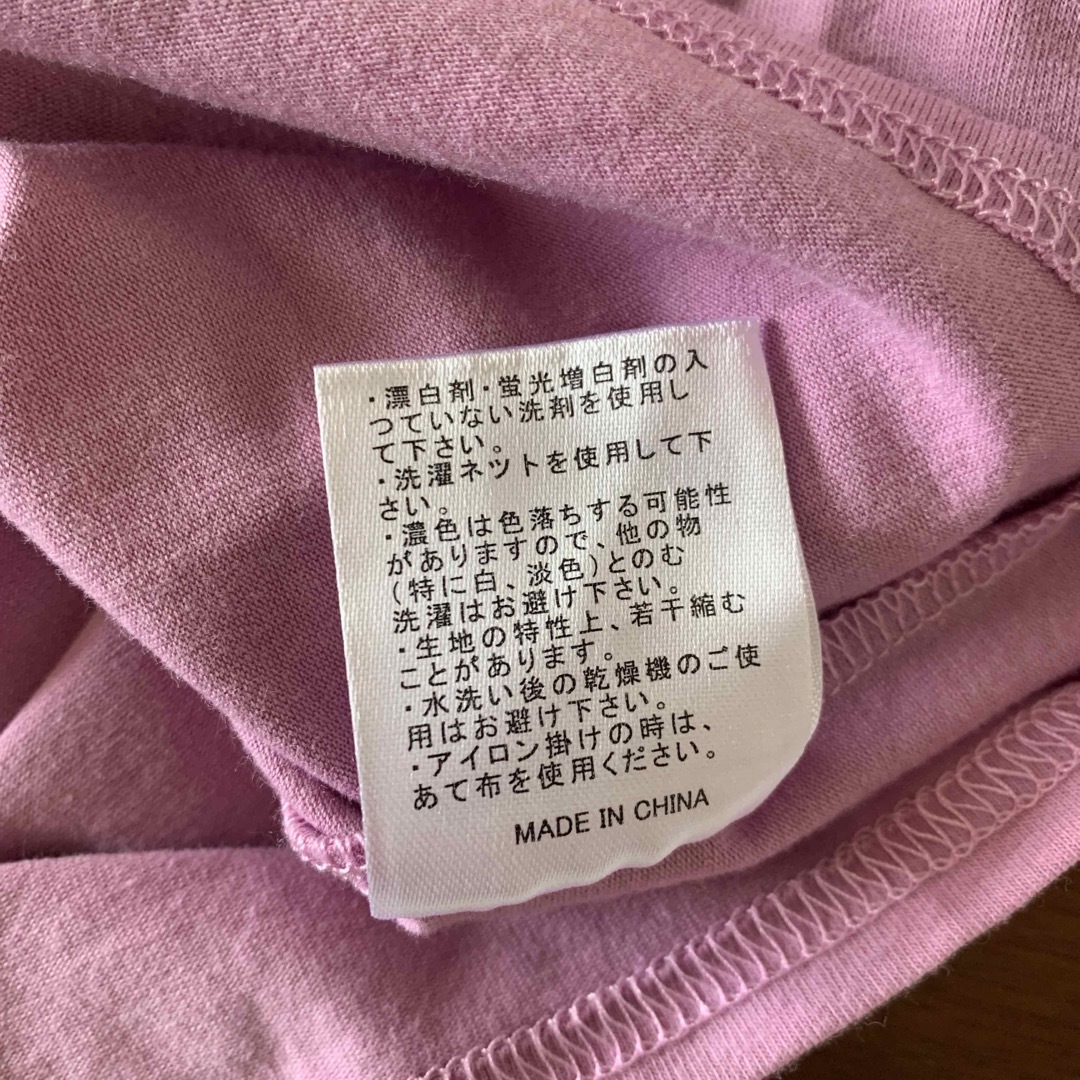 ・漂白剤・蛍光増白剤の入
つていない洗剤を使用し
て下さい。
・洗濯ネツトを使用して下
さい。
・濃色は色落ちする可能性
がありますので、他の物
(特に白、淡色)とのむ
洗濯はお避け下さい。
・生地の特性上、若干縮む
ことがあります。
・水洗い後の乾燥機のご使
用はお避け下さい。
・アイロン掛けの時は、
あて布を使用ください。
MADE IN CHINA